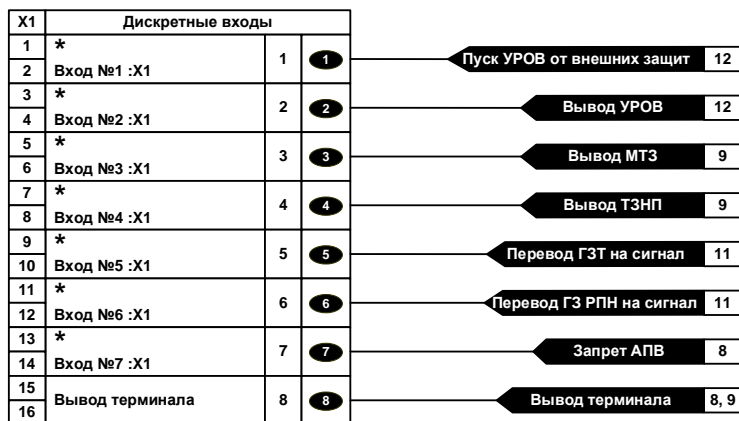 X1 Дискретные входы
1 * 1 1 Пуск УРОВ от внешних защит 12
2 Вход №1 :X1
3 * 2 2 Вывод УРОВ 12
4 Вход №2 :X1
5 * 3 3 Вывод МТЗ 9
6 Вход №3 :X1
7 * 4 4 Вывод ТЗНП 9
8 Вход №4 :X1
9 * 5 5 Перевод ГЗТ на сигнал 11
10 Вход №5 :X1
11 * 6 6 Перевод ГЗ РПН на сигнал 11
12 Вход №6 :X1
13 * 7 7 Запрет АПВ 8
14 Вход №7 :X1
15 Вывод терминала 8 8 Вывод терминала 8, 9
16